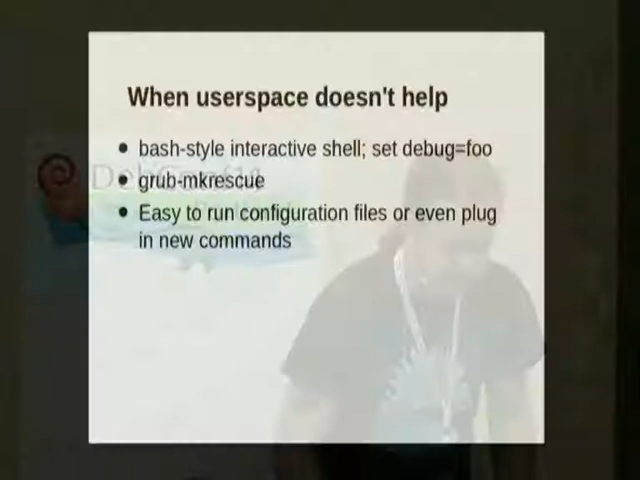 When userspace doesn't help
bash-style interactive shell; set debug=foo
grub-mkrescue
Easy to run configuration files or even plug
in new commands